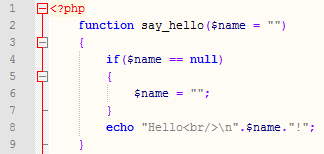 1 <?php
2 function say_hello($name = "")
3 {
4 if($name == null)
5 {
6 $name = "";
7 }
8 echo "Hello<br/>\n".$name."!";
9 }